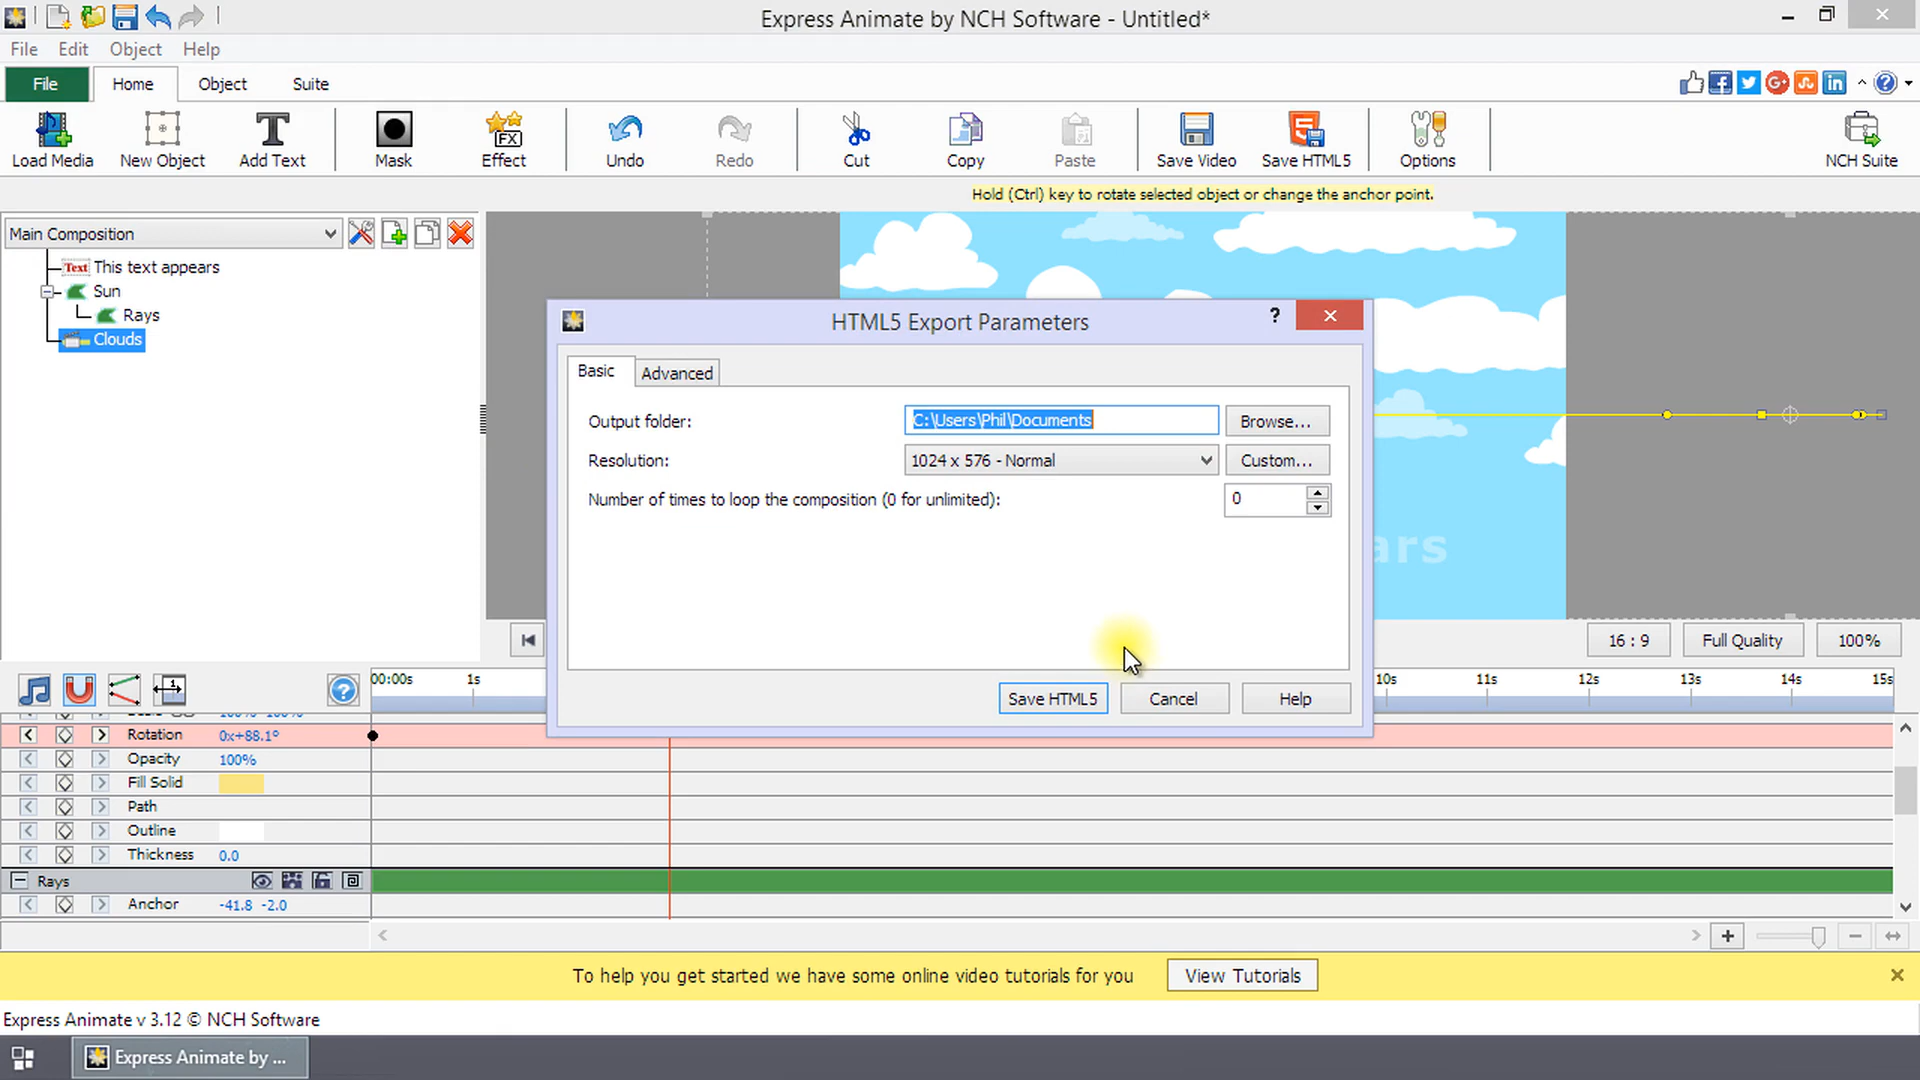 Express Animate by NCH Software - Untitled*
File Edit Object Help
File Home Object Suite
Load Media New Object Add Text Mask Effect Undo Redo Cut Copy Paste Save Video Save HTML5 Options NCH Suite
Hold (Ctrl) key to rotate selected object or change the anchor point.
Main Composition
Text This text appears
Sun
Rays
Clouds
HTML5 Export Parameters
Basic Advanced
Output folder: C:\Users\Phil\Documents Browse...
Resolution: 1024 x 576 - Normal Custom...
Number of times to loop the composition (0 for unlimited): 0
ars
Save HTML5 Cancel Help
16 : 9 Full Quality 100%
00:00s 1s 10s 11s 12s 13s 14s 15s
Rotation 0x+88.1°
Opacity 100%
Fill Solid
Path
Outline
Thickness 0.0
Rays
Anchor -41.8 -2.0
To help you get started we have some online video tutorials for you View Tutorials
Express Animate v 3.12 © NCH Software
Express Animate by ...